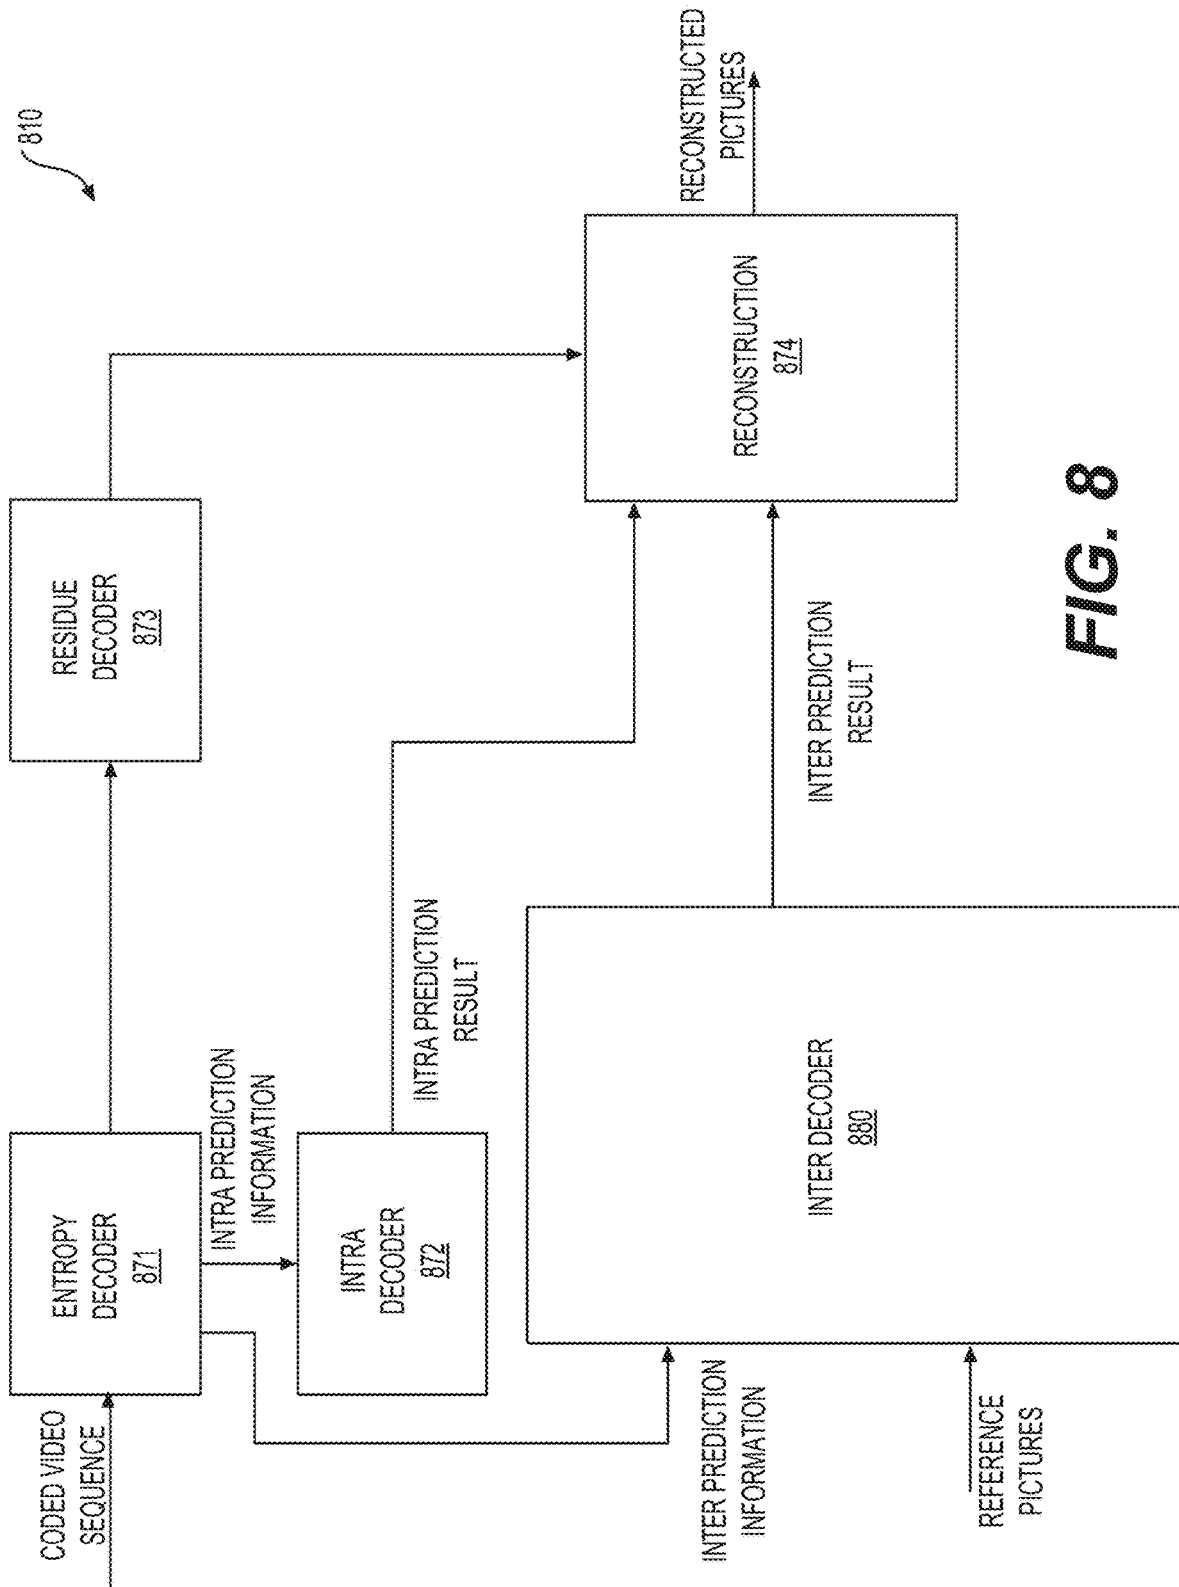 810
CODED VIDEO
SEQUENCE
ENTROPY
DECODER
871
RESIDUE
DECODER
873
INTRA PREDICTION
INFORMATION
INTRA
DECODER
872
INTRA PREDICTION
RESULT
INTER PREDICTION
INFORMATION
REFERENCE
PICTURES
INTER DECODER
880
INTER PREDICTION
RESULT
RECONSTRUCTION
874
RECONSTRUCTED
PICTURES
FIG. 8